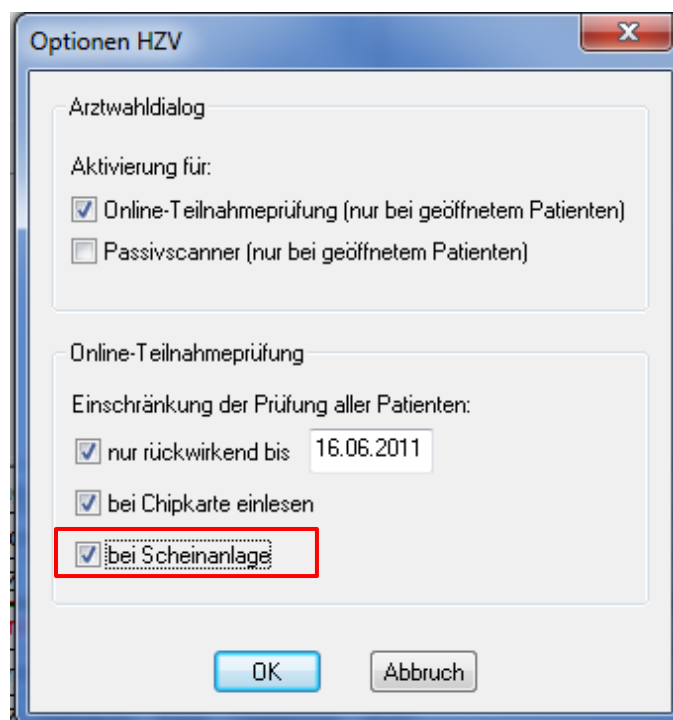 Optionen HZV
Arztwahldialog
Aktivierung für:
Online-Teilnahmeprüfung (nur bei geöffnetem Patienten)
Passivscanner (nur bei geöffnetem Patienten)
Online-Teilnahmeprüfung
Einschränkung der Prüfung aller Patienten:
nur rückwirkend bis 16.06.2011
bei Chipkarte einlesen
bei Scheinanlage
OK Abbruch